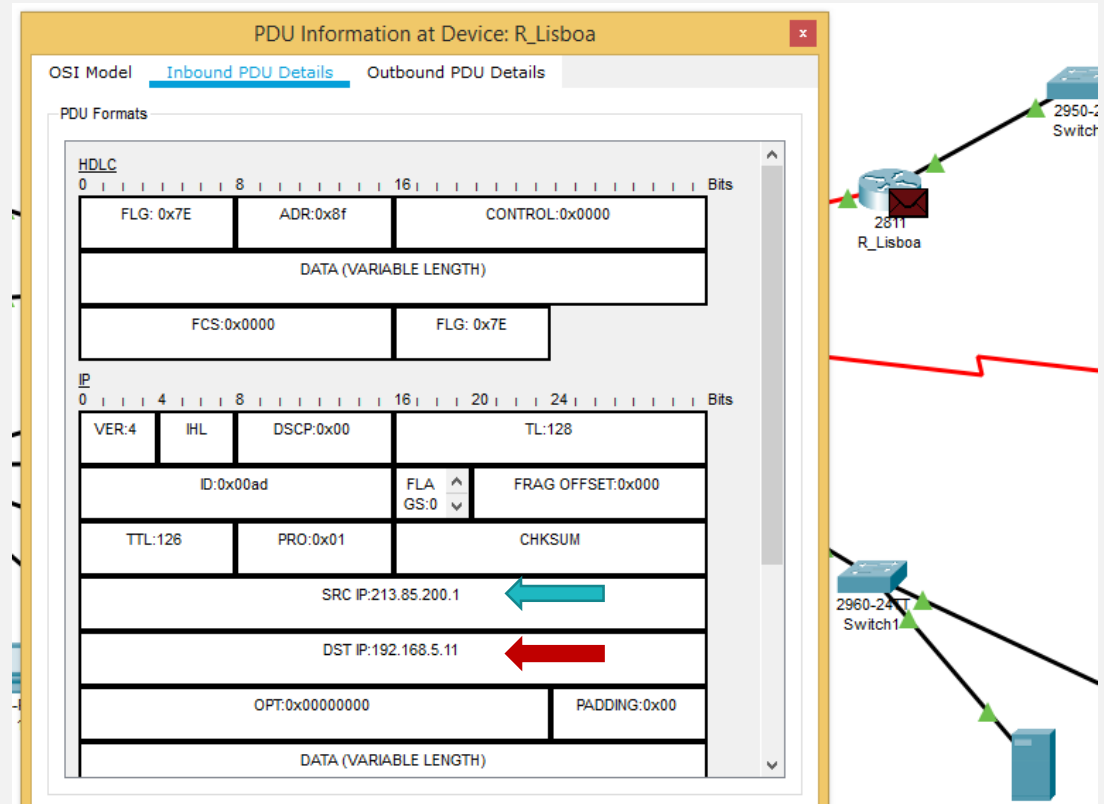 PDU Information at Device: R_Lisboa
x
OSI Model Inbound PDU Details Outbound PDU Details
PDU Formats
HDLC
0 8 16 Bits
FLG: 0x7E ADR:0x8f CONTROL:0x0000
DATA (VARIABLE LENGTH)
FCS:0x0000 FLG: 0x7E
IP
0 4 8 16 20 24 Bits
VER:4 IHL DSCP:0x00 TL:128
ID:0x00ad FLA
GS:0 FRAG OFFSET:0x000
TTL:126 PRO:0x01 CHKSUM
SRC IP:213.85.200.1
DST IP:192.168.5.11
OPT:0x00000000 PADDING:0x00
DATA (VARIABLE LENGTH)
2950-2
Switch
2811
R_Lisboa
2960-24TT
Switch1